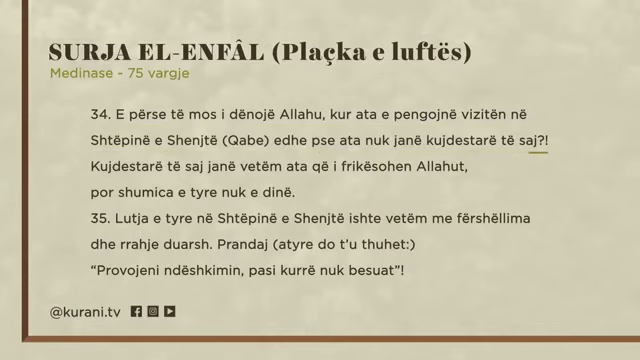 SURJA EL-ENFÂL (Plaçka e luftës)
Medinase - 75 vargje
34. E përse të mos i dënojë Allahu, kur ata e pengojnë vizitën në
Shtëpinë e Shenjtë (Qabe) edhe pse ata nuk janë kujdestarë të saj?!
Kujdestarë të saj janë vetëm ata që i frikësohen Allahut,
por shumica e tyre nuk e dinë.
35. Lutja e tyre në Shtëpinë e Shenjtë ishte vetëm me fërshëllima
dhe rrahje duarsh. Prandaj (atyre do t'u thuhet:)
“Provojeni ndëshkimin, pasi kurrë nuk besuat”!
@kurani.tv